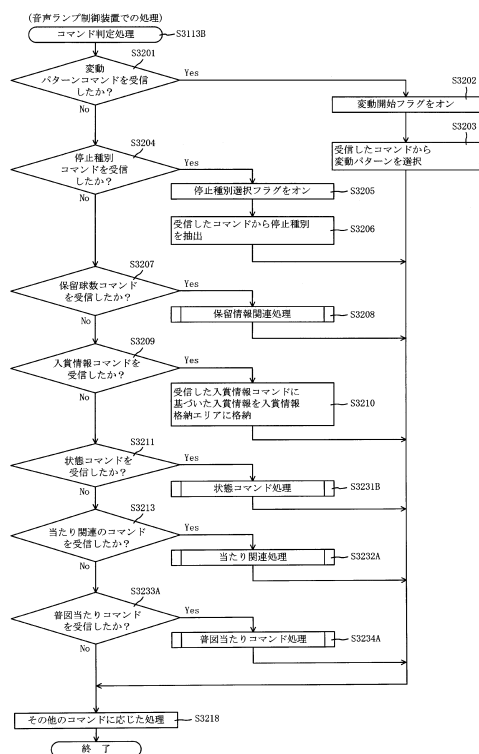 (音声ランプ制御装置での処理)
コマンド判定処理
S3113B
S3201
変動
パターンコマンドを受信
したか？
Yes
No
S3202
変動開始フラグをオン
S3203
受信したコマンドから
変動パターンを選択
S3204
停止種別
コマンドを受信
したか？
Yes
No
停止種別選択フラグをオン
S3205
受信したコマンドから停止種別
を抽出
S3206
S3207
保留球数コマンド
を受信したか？
Yes
No
保留情報関連処理
S3208
S3209
入賞情報コマンドを
受信したか？
Yes
No
受信した入賞情報コマンドに
基づいた入賞情報を入賞情報
格納エリアに格納
S3210
S3211
状態コマンドを
受信したか？
Yes
No
状態コマンド処理
S3231B
S3213
当たり関連のコマンド
を受信したか？
Yes
No
当たり関連処理
S3232A
S3233A
普図当たりコマンド
を受信したか？
Yes
No
普図当たりコマンド処理
S3234A
その他のコマンドに応じた処理
S3218
終 了